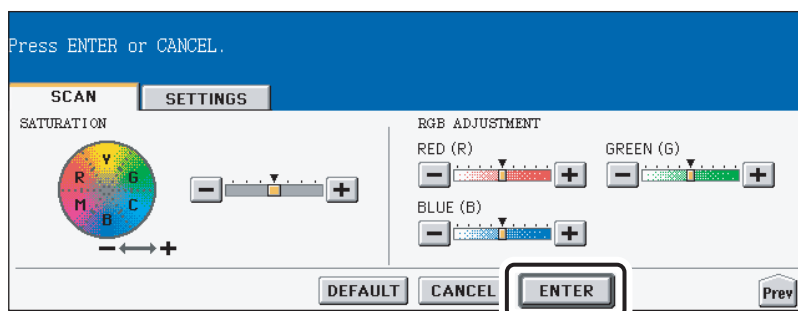 Press ENTER or CANCEL.
SCAN SETTINGS
SATURATION
Y
R G
M C
B
RGB ADJUSTMENT
RED (R) GREEN (G)
BLUE (B)
DEFAULT CANCEL ENTER Prev